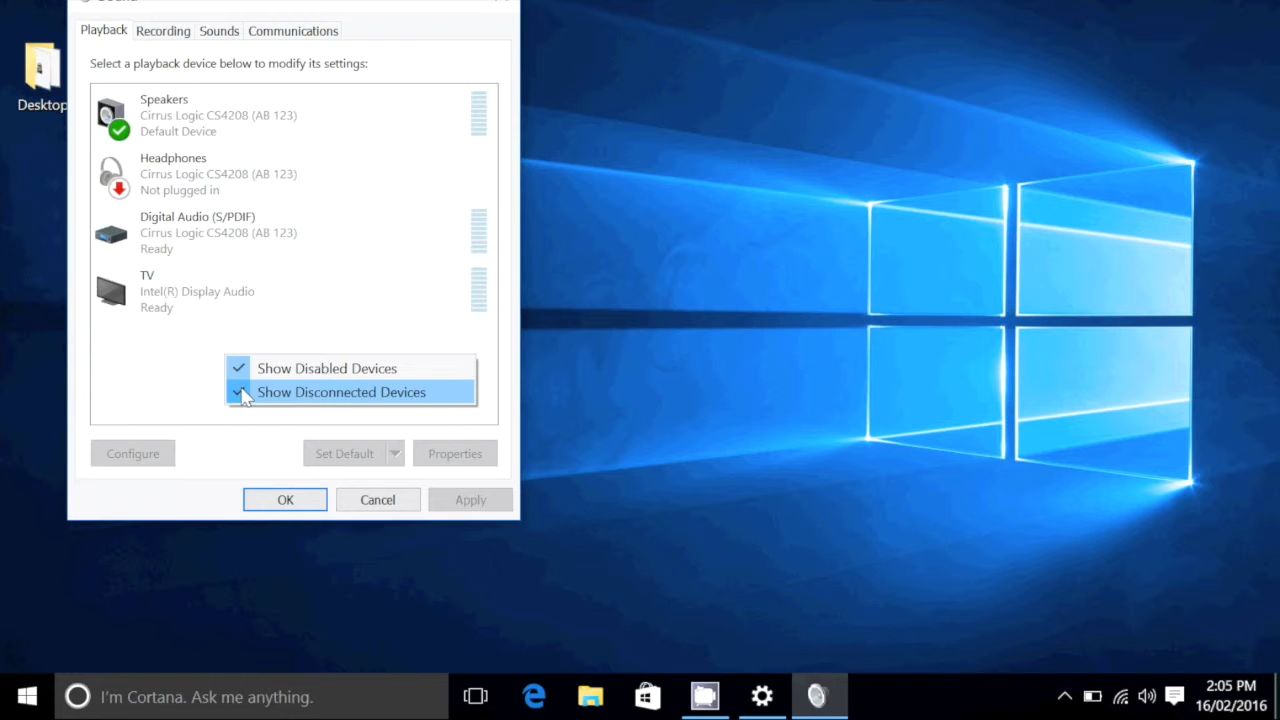 Playback
Recording
Sounds
Communications
Select a playback device below to modify its settings:
Desktop
Speakers
Cirrus Logic CS4208 (AB 123)
Default Device
Headphones
Cirrus Logic CS4208 (AB 123)
Not plugged in
Digital Audio (S/PDIF)
Cirrus Logic CS4208 (AB 123)
Ready
TV
Intel(R) Display Audio
Ready
Show Disabled Devices
Show Disconnected Devices
Configure
Set Default
Properties
OK
Cancel
Apply
I'm Cortana. Ask me anything.
2:05 PM
16/02/2016